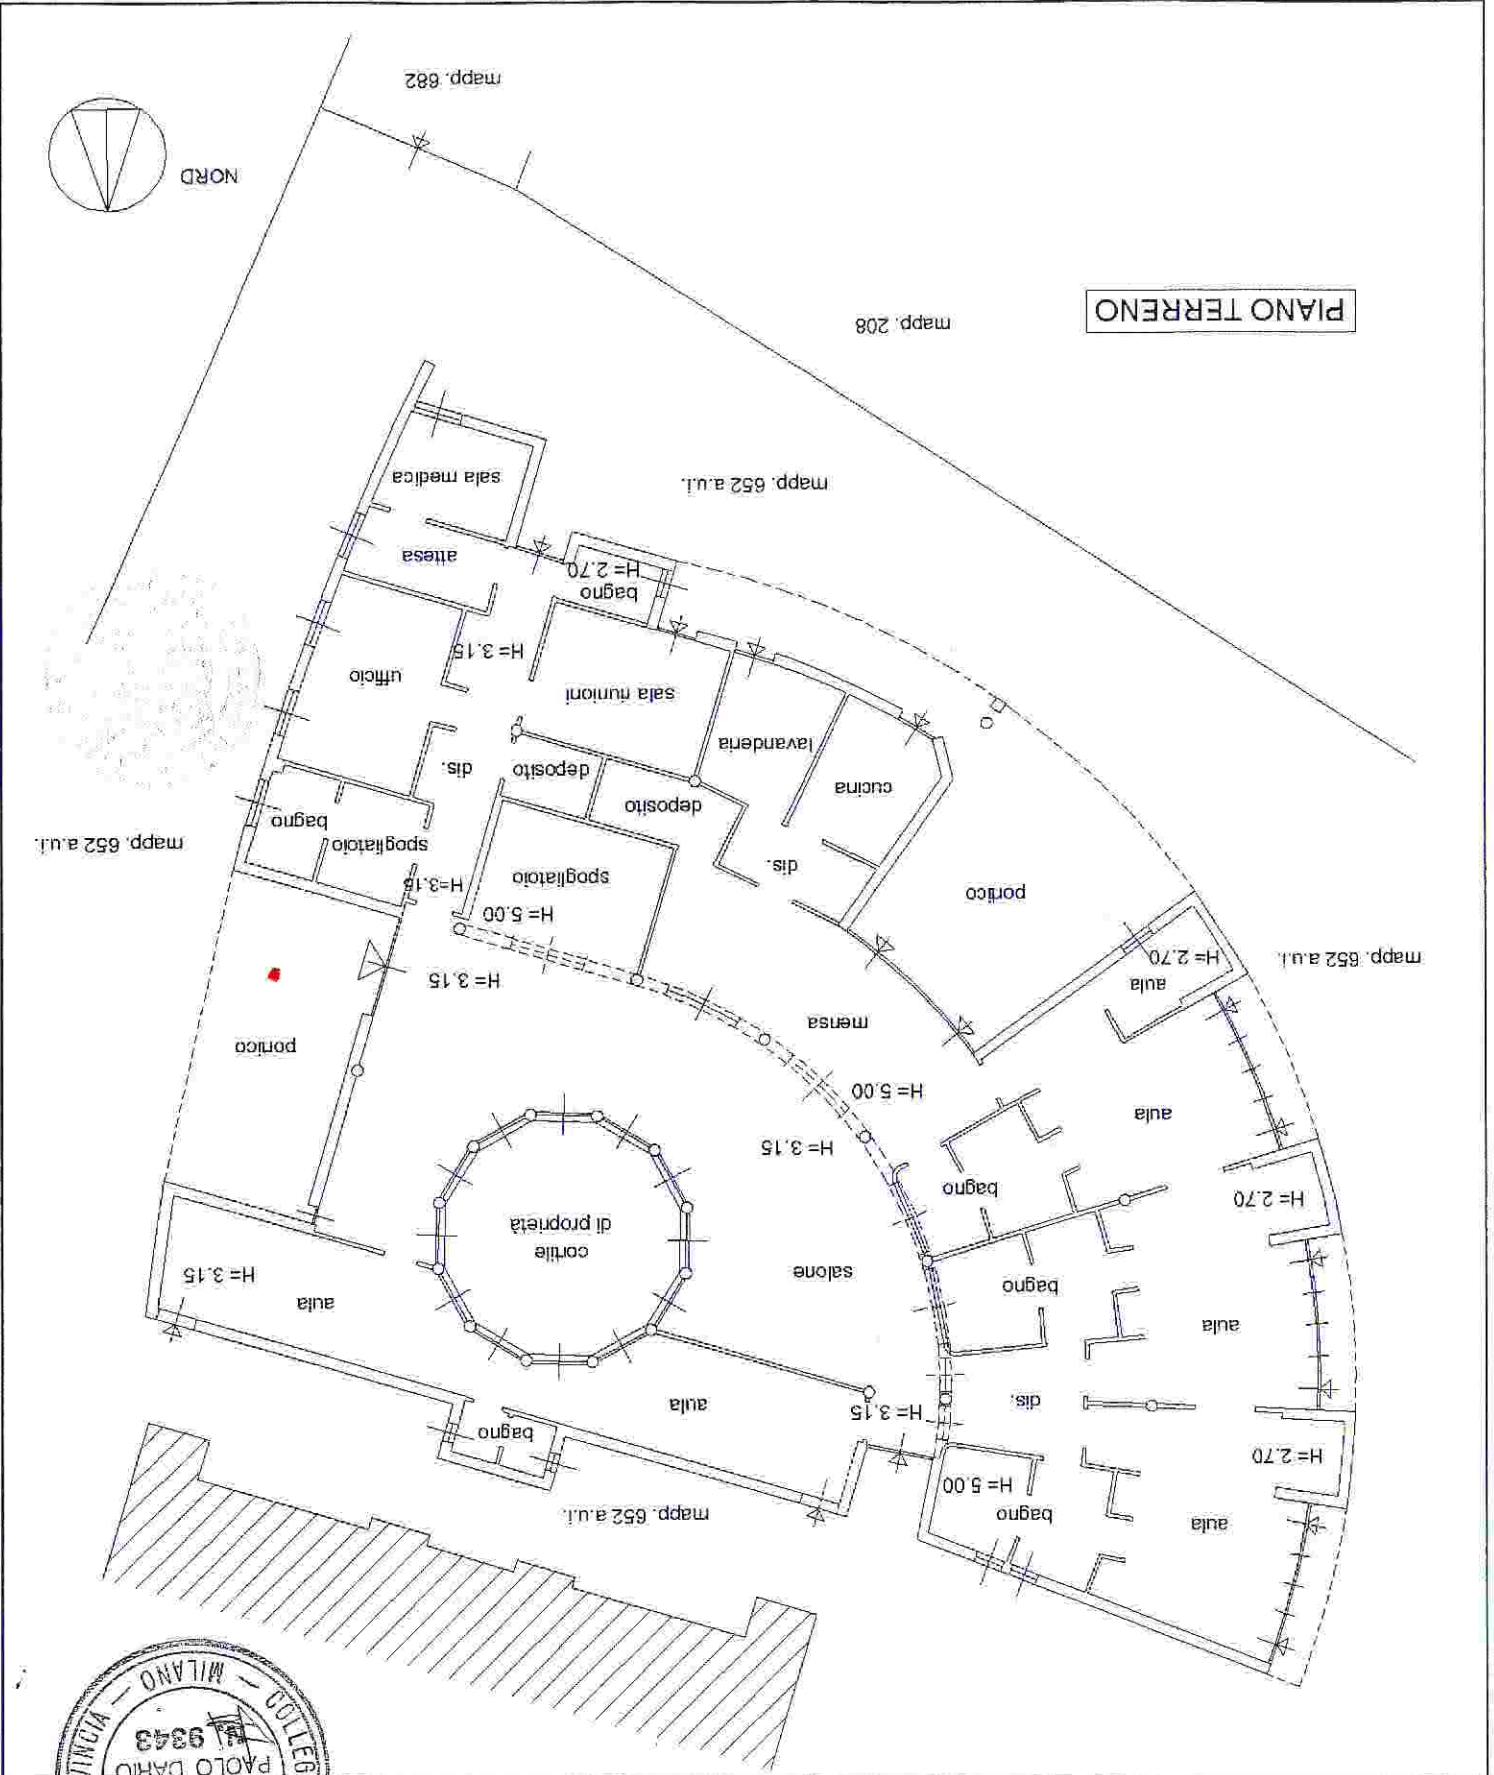 COLLEG
MILANO
INCIA
PAOLO DARIO
N. 9343
mapp. 652 a.u.i.
aula
bagno
H= 5.00
bagno
H= 2.70
dis.
H= 3.15
aula
aula
H= 3.15
aula
bagno
salone
cortile
di proprietà
H= 2.70
bagno
aula
H= 3.15
H= 5.00
mensa
portico
aula
H= 2.70
mapp. 652 a.u.i.
H= 3.15
H= 5.00
portico
spogliatoio
H=3.15
dis.
spogliatoio
bagno
mapp. 652 a.u.i.
cucina
deposito
deposito
dis.
lavanderia
sala riunioni
ufficio
H= 3.15
bagno
H= 2.70
attesa
sala medica
mapp. 652 a.u.i.
mapp. 208
PIANO TERRENO
NORD
mapp. 682